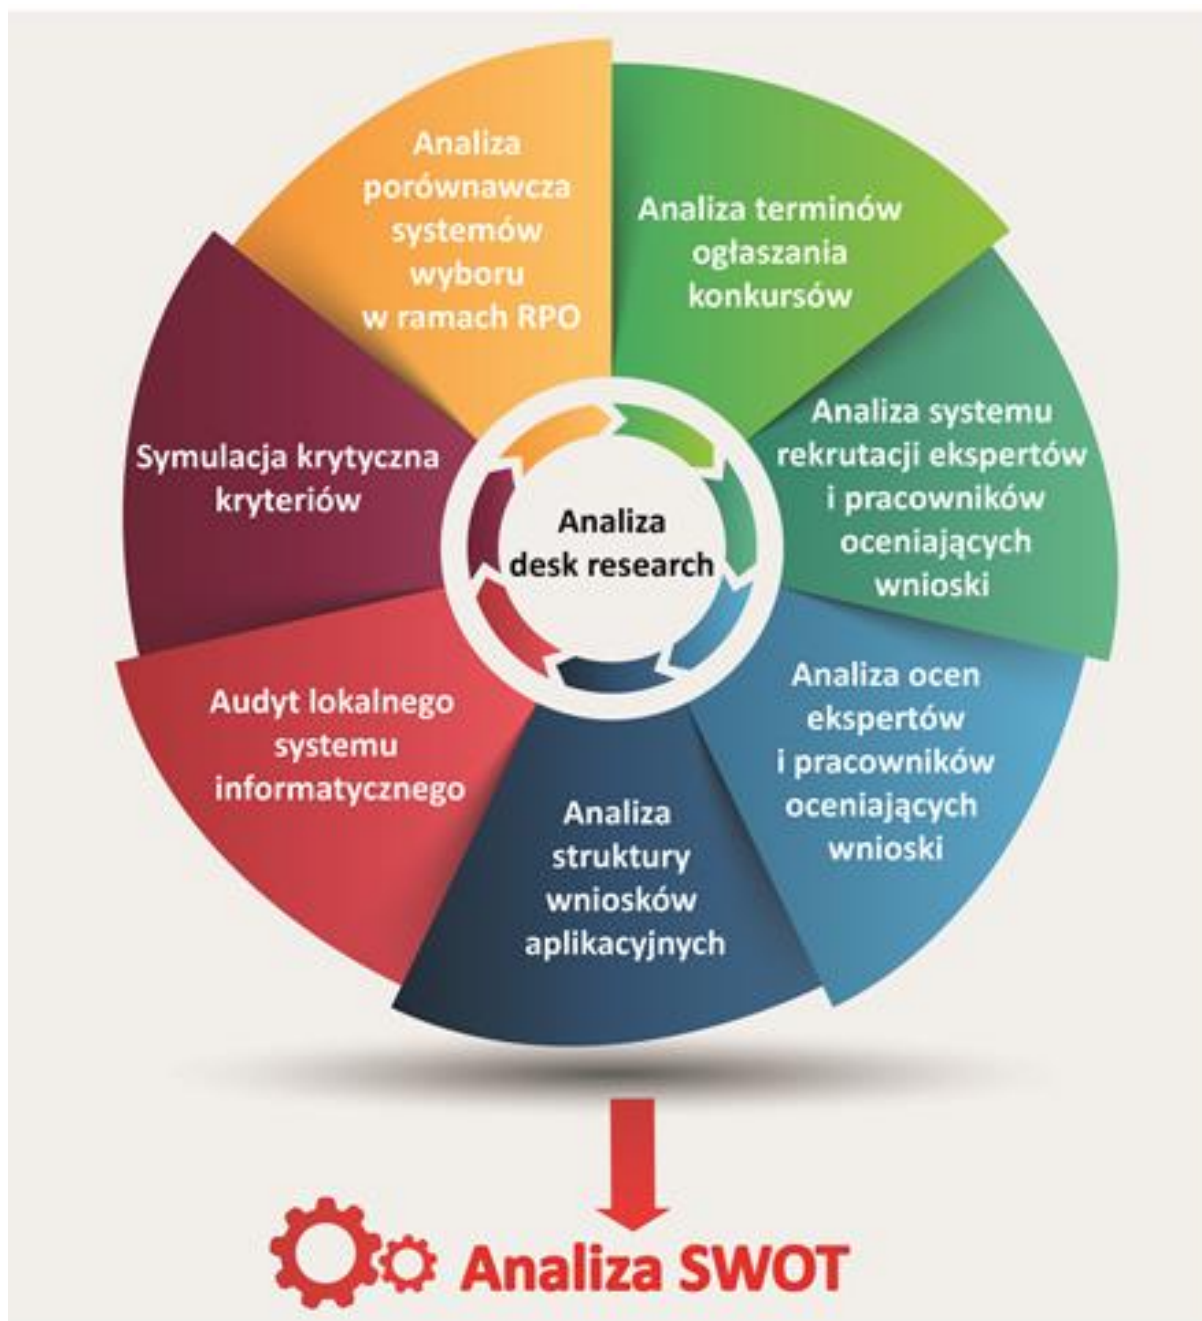 Analiza
porównawcza
systemów
wyboru
w ramach RPO
Analiza terminów
ogłaszania
konkursów
Analiza systemu
rekrutacji ekspertów
i pracowników
oceniających
wnioski
Analiza ocen
ekspertów
i pracowników
oceniających
wnioski
Analiza
struktury
wniosków
aplikacyjnych
Audyt lokalnego
systemu
informatycznego
Symulacja krytyczna
kryteriów
Analiza
desk research
Analiza SWOT